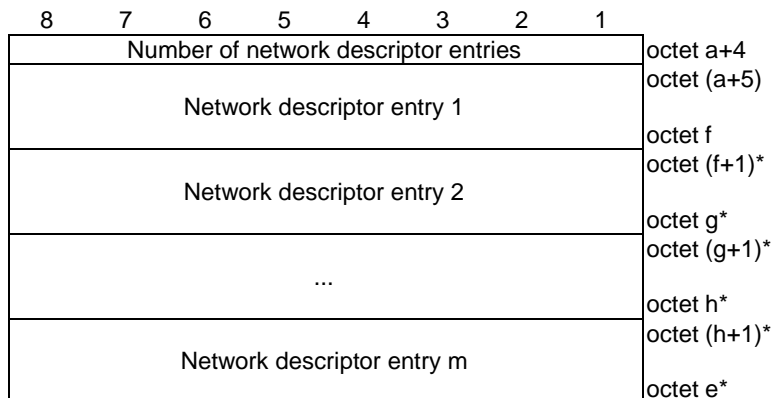 8 7 6 5 4 3 2 1
Number of network descriptor entries octet a+4
octet (a+5)
Network descriptor entry 1
octet f
octet (f+1)*
Network descriptor entry 2
octet g*
octet (g+1)*
...
octet h*
octet (h+1)*
Network descriptor entry m
octet e*